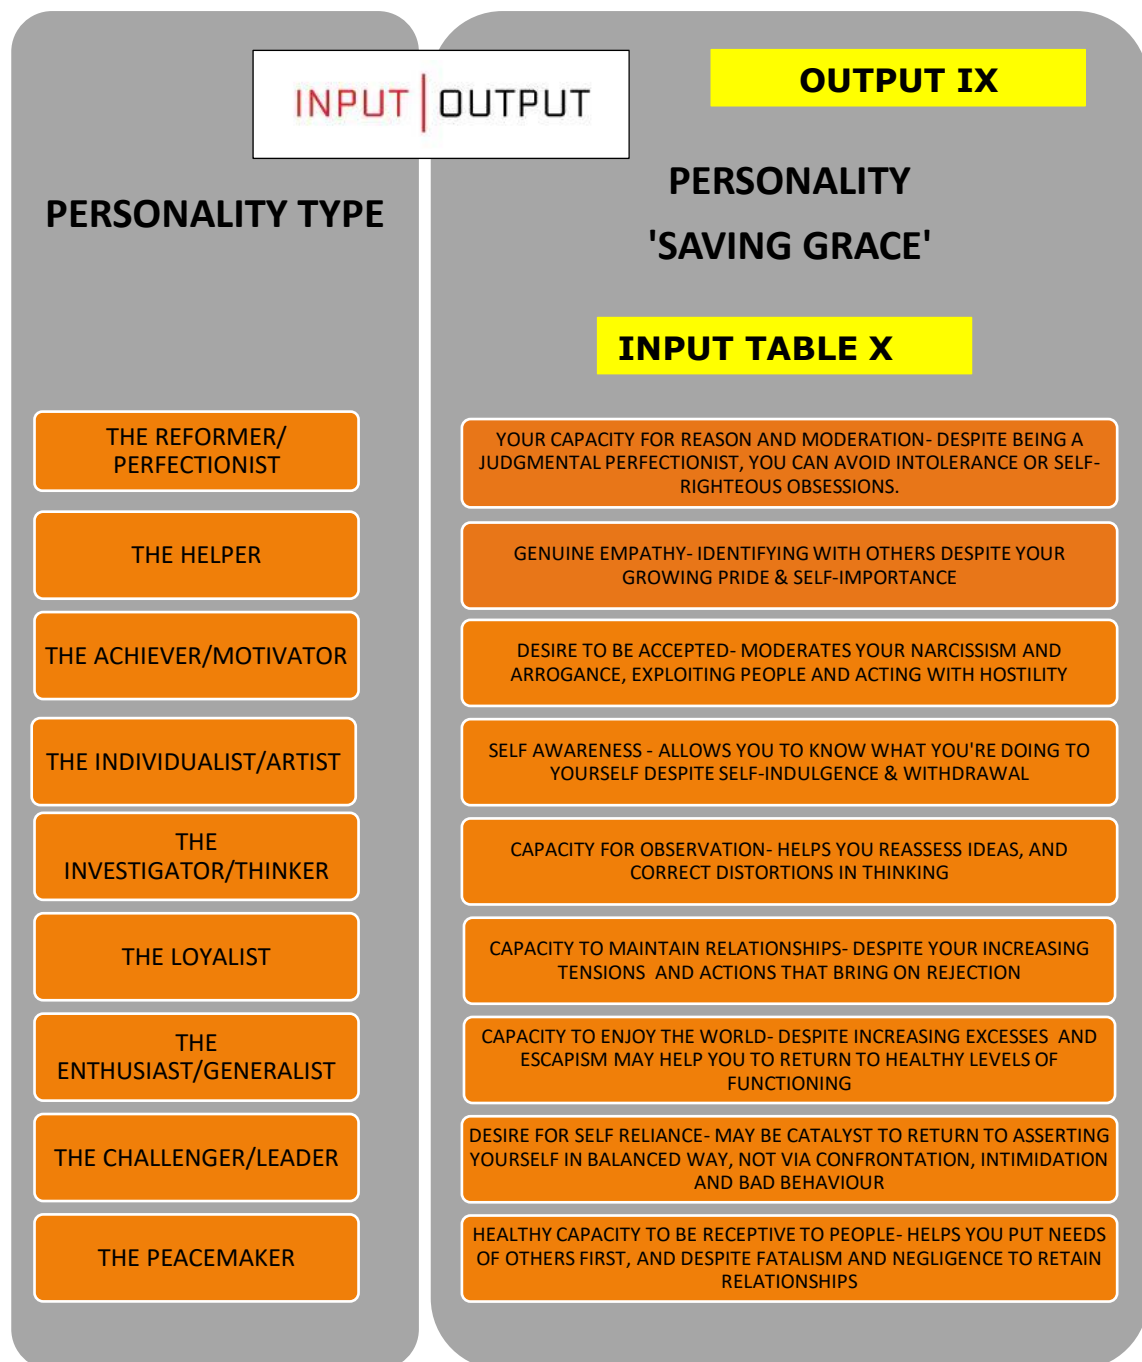 INPUT | OUTPUT
OUTPUT IX
PERSONALITY TYPE
PERSONALITY
'SAVING GRACE'
INPUT TABLE X
THE REFORMER/
PERFECTIONIST
YOUR CAPACITY FOR REASON AND MODERATION- DESPITE BEING A
JUDGMENTAL PERFECTIONIST, YOU CAN AVOID INTOLERANCE OR SELF-
RIGHTEOUS OBSESSIONS.
THE HELPER
GENUINE EMPATHY- IDENTIFYING WITH OTHERS DESPITE YOUR
GROWING PRIDE & SELF-IMPORTANCE
THE ACHIEVER/MOTIVATOR
DESIRE TO BE ACCEPTED- MODERATES YOUR NARCISSISM AND
ARROGANCE, EXPLOITING PEOPLE AND ACTING WITH HOSTILITY
THE INDIVIDUALIST/ARTIST
SELF AWARENESS - ALLOWS YOU TO KNOW WHAT YOU'RE DOING TO
YOURSELF DESPITE SELF-INDULGENCE & WITHDRAWAL
THE
INVESTIGATOR/THINKER
CAPACITY FOR OBSERVATION- HELPS YOU REASSESS IDEAS, AND
CORRECT DISTORTIONS IN THINKING
THE LOYALIST
CAPACITY TO MAINTAIN RELATIONSHIPS- DESPITE YOUR INCREASING
TENSIONS AND ACTIONS THAT BRING ON REJECTION
THE
ENTHUSIAST/GENERALIST
CAPACITY TO ENJOY THE WORLD- DESPITE INCREASING EXCESSES AND
ESCAPISM MAY HELP YOU TO RETURN TO HEALTHY LEVELS OF
FUNCTIONING
THE CHALLENGER/LEADER
DESIRE FOR SELF RELIANCE- MAY BE CATALYST TO RETURN TO ASSERTING
YOURSELF IN BALANCED WAY, NOT VIA CONFRONTATION, INTIMIDATION
AND BAD BEHAVIOUR
THE PEACEMAKER
HEALTHY CAPACITY TO BE RECEPTIVE TO PEOPLE- HELPS YOU PUT NEEDS
OF OTHERS FIRST, AND DESPITE FATALISM AND NEGLIGENCE TO RETAIN
RELATIONSHIPS